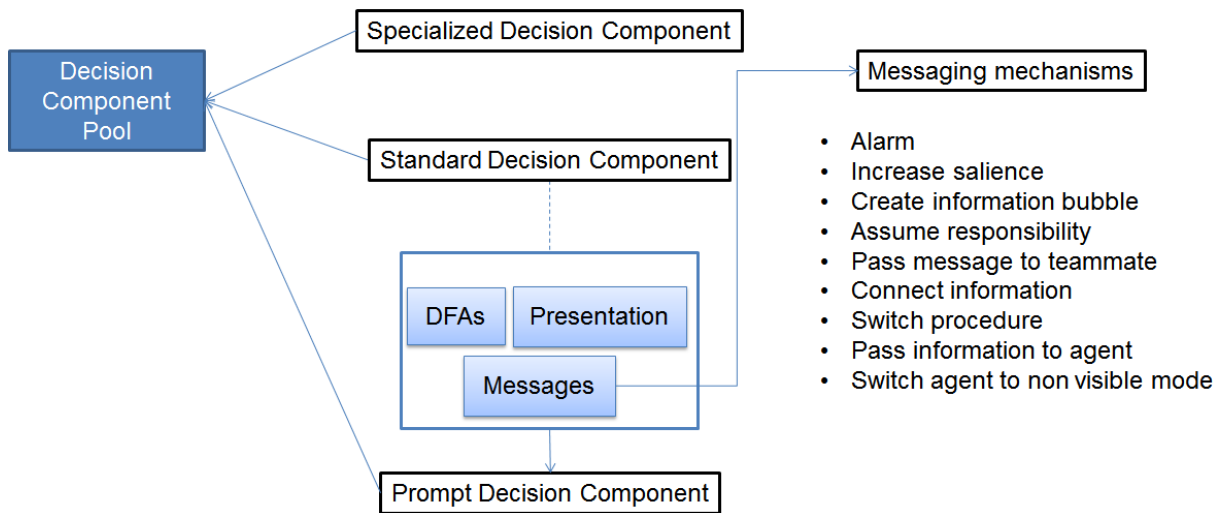 Specialized Decision Component
Decision
Component
Pool
Messaging mechanisms
Standard Decision Component
• Alarm
• Increase salience
• Create information bubble
• Assume responsibility
• Pass message to teammate
• Connect information
• Switch procedure
• Pass information to agent
• Switch agent to non visible mode
DFAs
Presentation
Messages
Prompt Decision Component